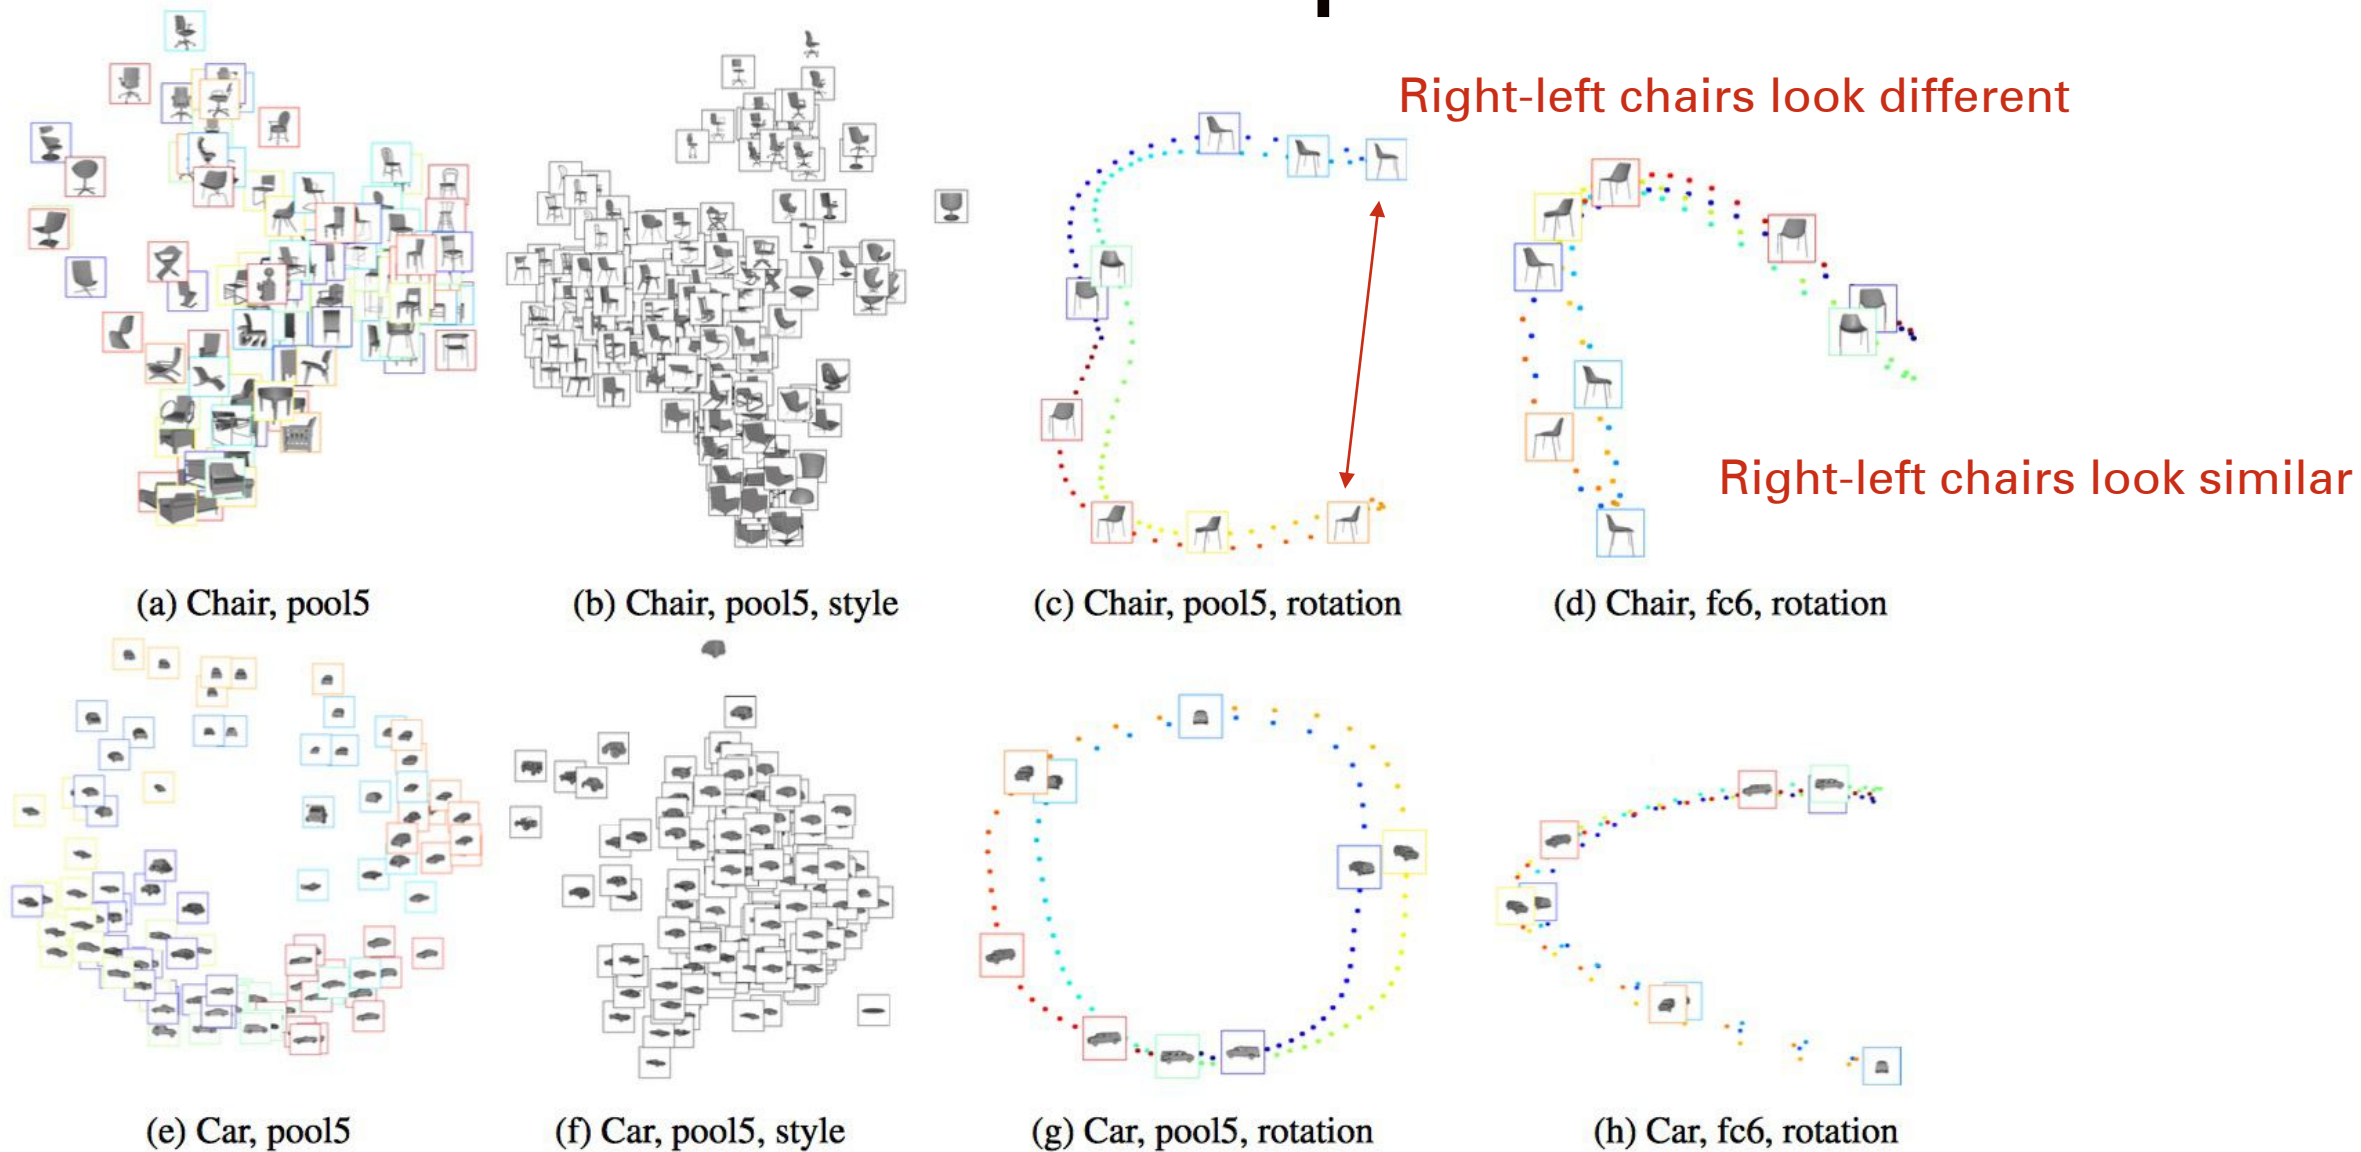 Right-left chairs look different
Right-left chairs look similar
(a) Chair, pool5
(b) Chair, pool5, style
(c) Chair, pool5, rotation
(d) Chair, fc6, rotation
(e) Car, pool5
(f) Car, pool5, style
(g) Car, pool5, rotation
(h) Car, fc6, rotation